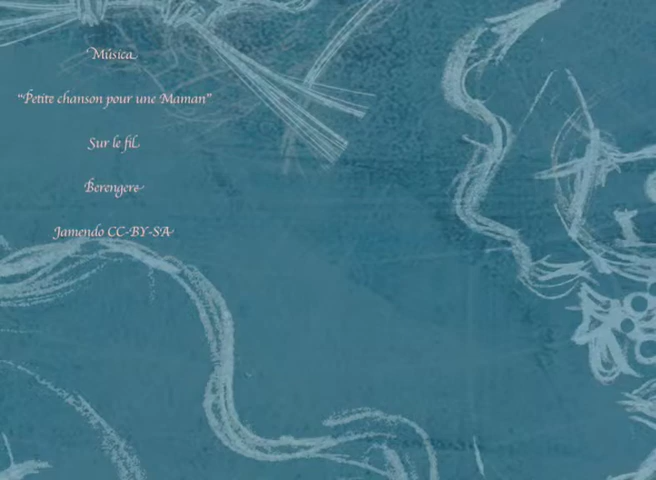 Música
“Petite chanson pour une Maman”
Sur le fil
Berengere
Jamendo CC-BY-SA